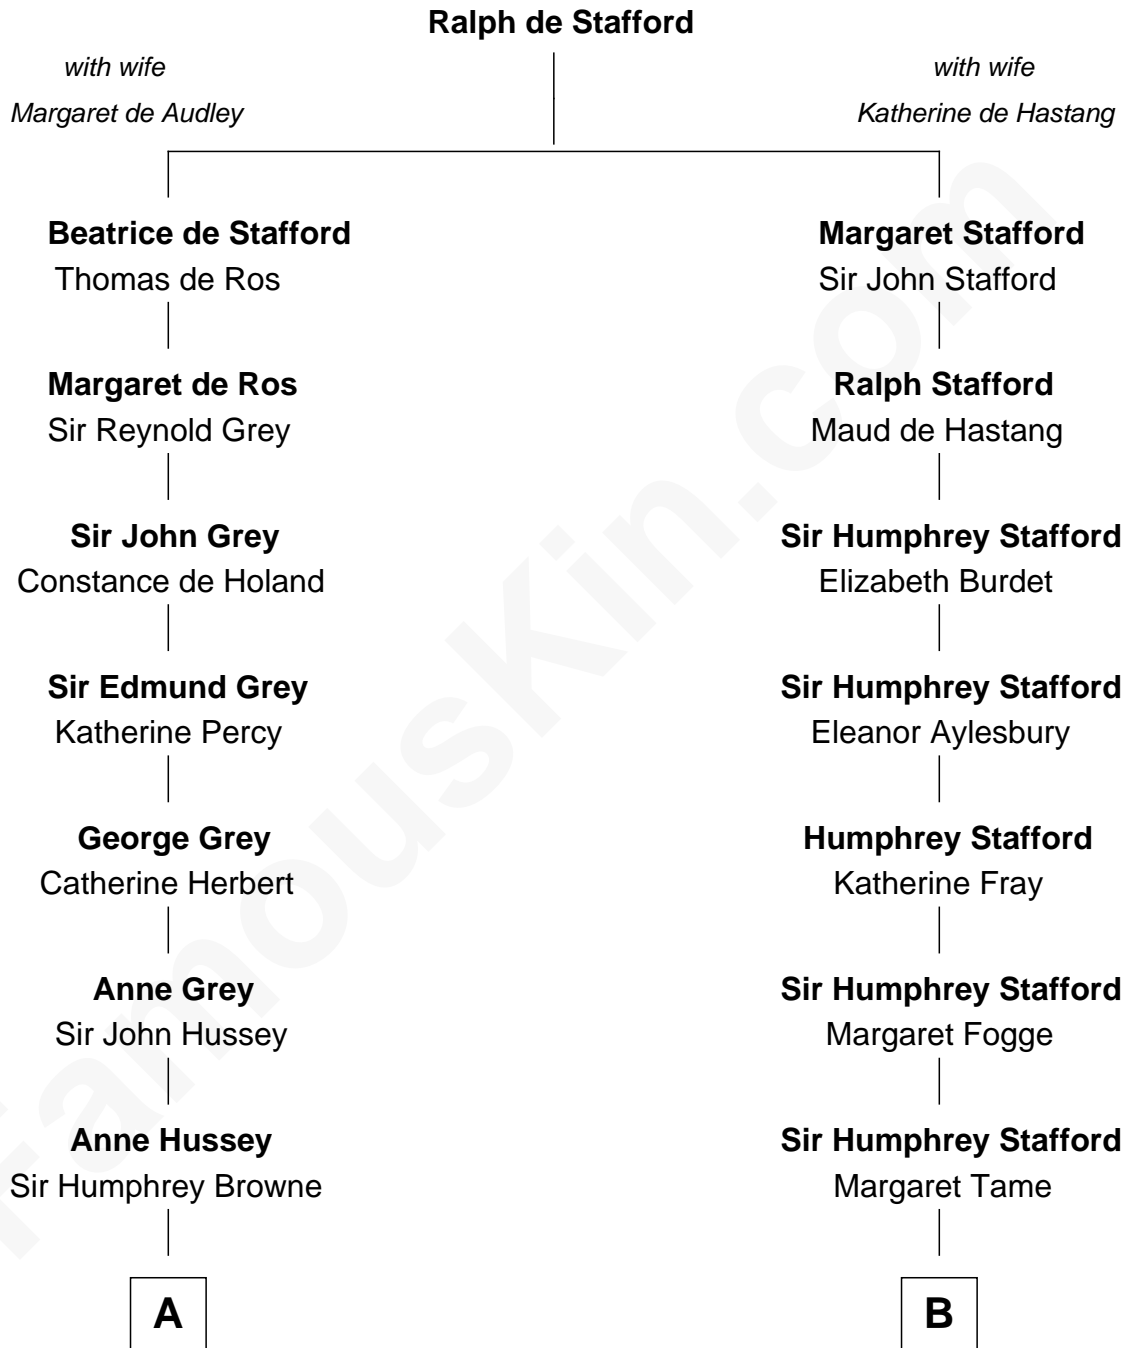 Ralph de Stafford
with wife
Margaret de Audley
with wife
Katherine de Hastang
Beatrice de Stafford
Thomas de Ros
Margaret Stafford
Sir John Stafford
Margaret de Ros
Sir Reynold Grey
Ralph Stafford
Maud de Hastang
Sir John Grey
Constance de Holand
Sir Humphrey Stafford
Elizabeth Burdet
Sir Edmund Grey
Katherine Percy
Sir Humphrey Stafford
Eleanor Aylesbury
George Grey
Catherine Herbert
Humphrey Stafford
Katherine Fray
Anne Grey
Sir John Hussey
Sir Humphrey Stafford
Margaret Fogge
Anne Hussey
Sir Humphrey Browne
Sir Humphrey Stafford
Margaret Tame
A
B
FamousKin.com